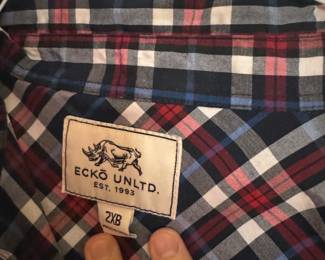 ECKŌ UNLTD.
EST. 1993
2XB